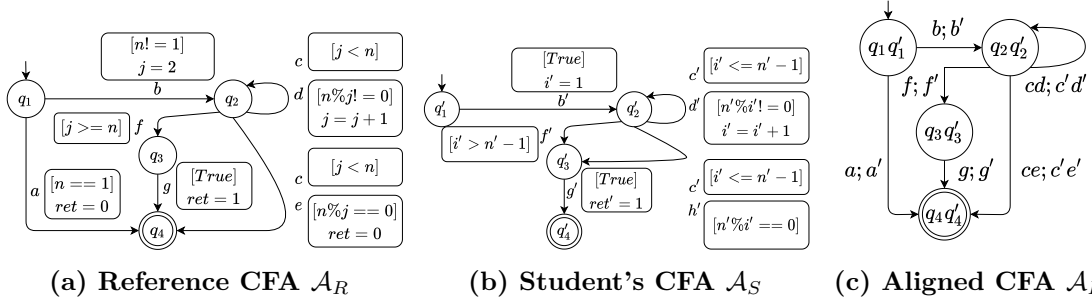 [n! = 1]
j = 2
b
q1
q2
c
[j < n]
d
[n%j! = 0]
j = j + 1
[j >= n]
f
q3
c
[j < n]
a
[n == 1]
ret = 0
g
[True]
ret = 1
e
[n%j == 0]
ret = 0
q4
(a) Reference CFA A_R
[True]
i' = 1
b'
q'1
q'2
c'
[i' <= n' − 1]
d'
[n'%i'! = 0]
i' = i' + 1
[i' > n' − 1]
f'
q'3
c'
[i' <= n' − 1]
g'
[True]
ret' = 1
h'
[n'%i' == 0]
q'4
(b) Student's CFA A_S
q1q'1
b; b'
q2q'2
f; f'
cd; c'd'
q3q'3
a; a'
g; g'
ce; c'e'
q4q'4
(c) Aligned CFA